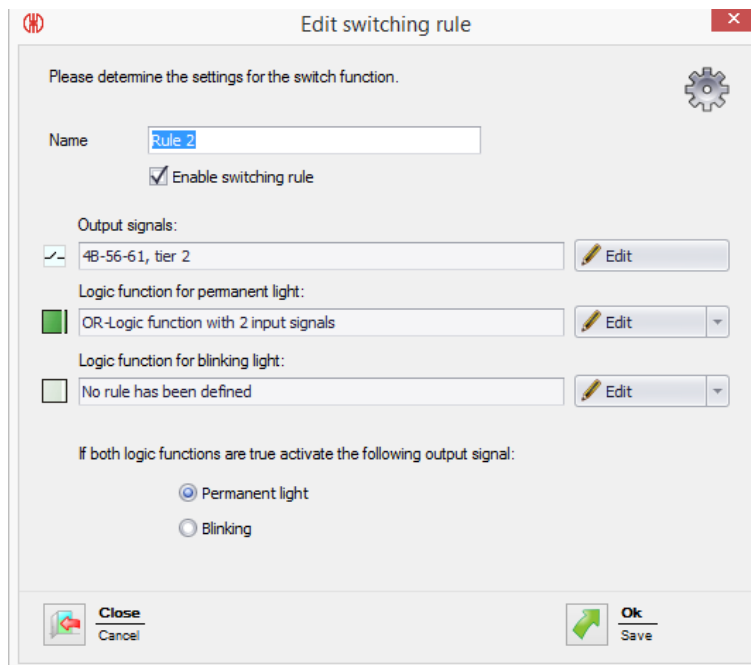 Edit switching rule
Please determine the settings for the switch function.
Name Rule 2
Enable switching rule
Output signals:
4B-56-61, tier 2 Edit
Logic function for permanent light:
OR-Logic function with 2 input signals Edit
Logic function for blinking light:
No rule has been defined Edit
If both logic functions are true activate the following output signal:
Permanent light
Blinking
Close Ok
Cancel Save